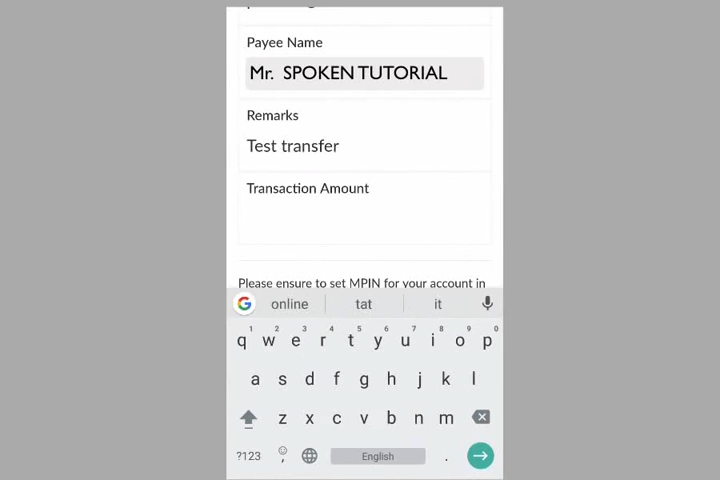 Payee Name
Mr. SPOKEN TUTORIAL
Remarks
Test transfer
Transaction Amount
Please ensure to set MPIN for your account in
online tat it
1 2 3 4 5 6 7 8 9 0
q w e r t y u i o p
a s d f g h j k l
z x c v b n m
?123 , English .